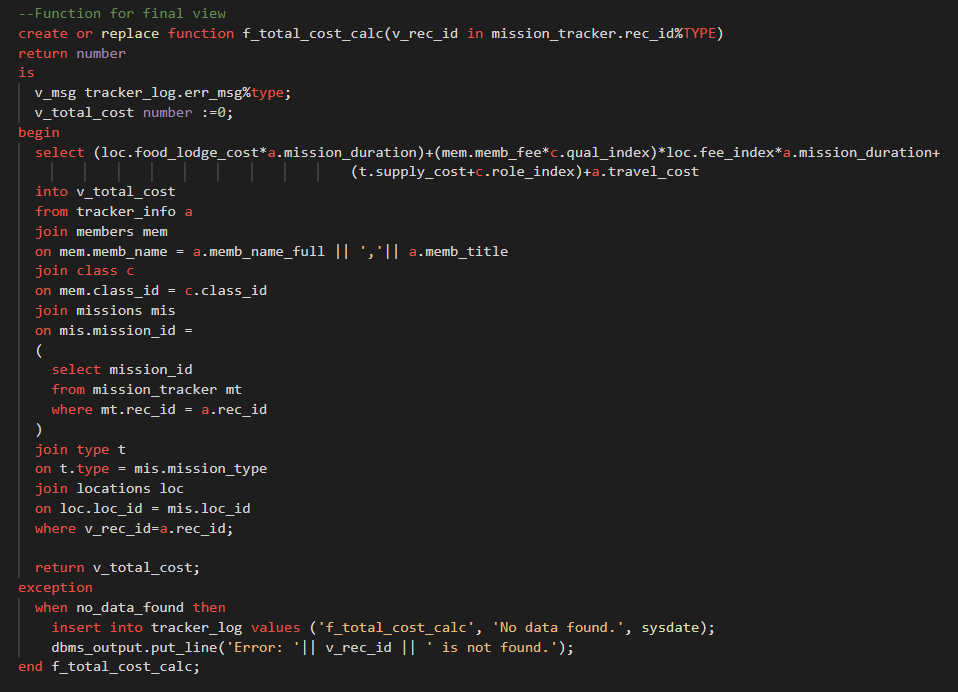 --Function for final view
create or replace function f_total_cost_calc(v_rec_id in mission_tracker.rec_id%TYPE)
return number
is
  v_msg tracker_log.err_msg%type;
  v_total_cost number :=0;
begin
  select (loc.food_lodge_cost*a.mission_duration)+(mem.memb_fee*c.qual_index)*loc.fee_index*a.mission_duration+
                                        (t.supply_cost+c.role_index)+a.travel_cost
  into v_total_cost
  from tracker_info a
  join members mem
  on mem.memb_name = a.memb_name_full || ','|| a.memb_title
  join class c
  on mem.class_id = c.class_id
  join missions mis
  on mis.mission_id =
  (
    select mission_id
    from mission_tracker mt
    where mt.rec_id = a.rec_id
  )
  join type t
  on t.type = mis.mission_type
  join locations loc
  on loc.loc_id = mis.loc_id
  where v_rec_id=a.rec_id;

  return v_total_cost;
exception
  when no_data_found then
    insert into tracker_log values ('f_total_cost_calc', 'No data found.', sysdate);
    dbms_output.put_line('Error: '|| v_rec_id || ' is not found.');
end f_total_cost_calc;